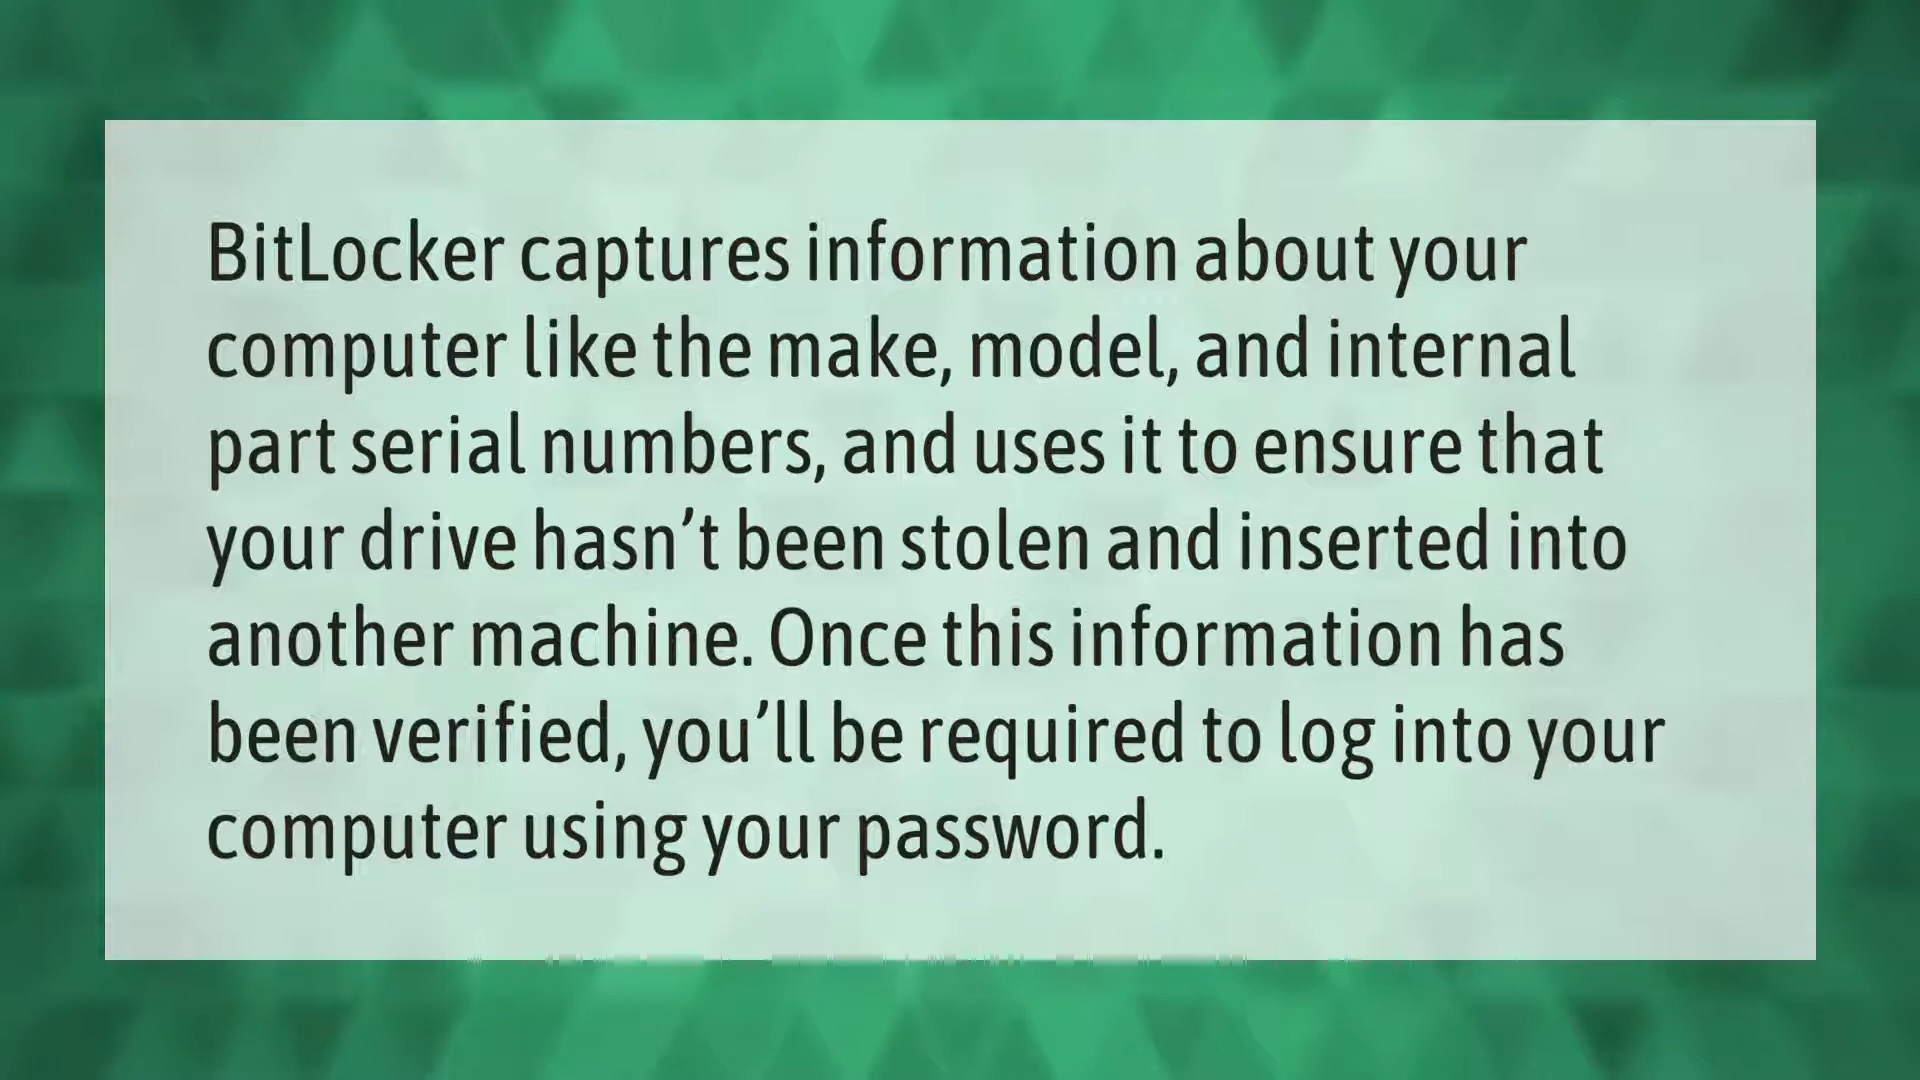 BitLocker captures information about your
computer like the make, model, and internal
part serial numbers, and uses it to ensure that
your drive hasn’t been stolen and inserted into
another machine. Once this information has
been verified, you’ll be required to log into your
computer using your password.